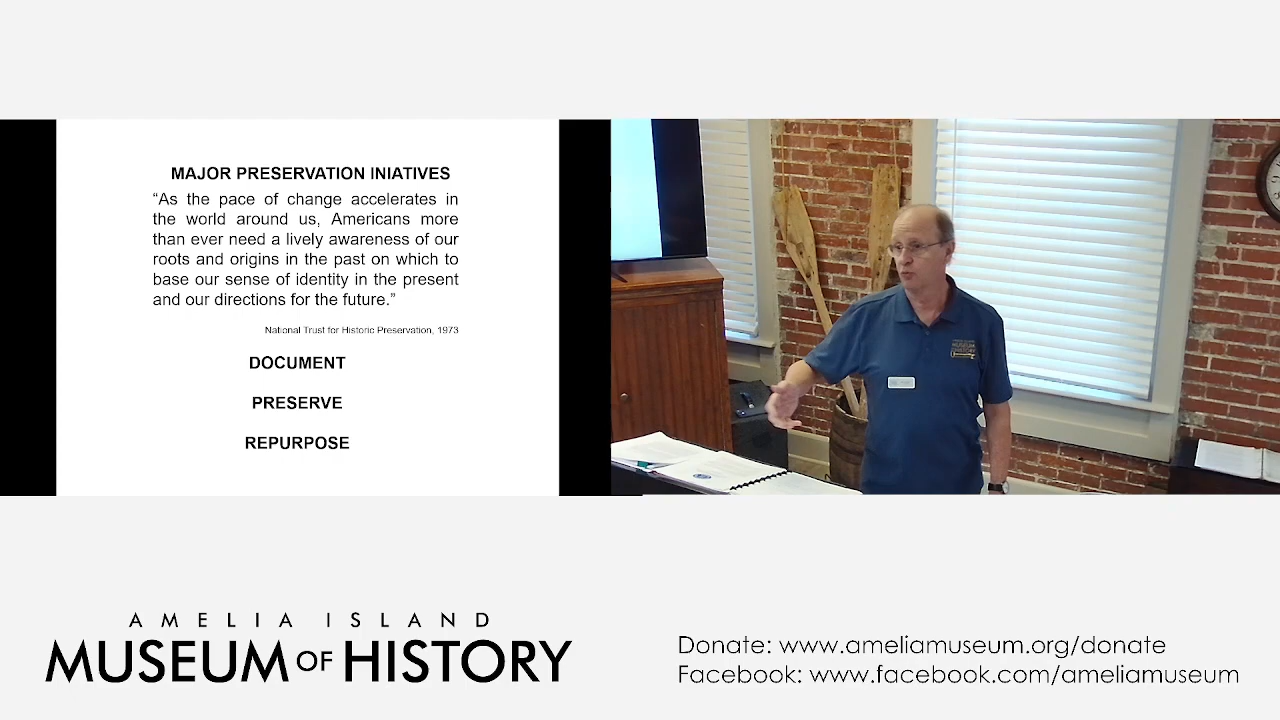 MAJOR PRESERVATION INIATIVES
“As the pace of change accelerates in
the world around us, Americans more
than ever need a lively awareness of our
roots and origins in the past on which to
base our sense of identity in the present
and our directions for the future.”
National Trust for Historic Preservation, 1973
DOCUMENT
PRESERVE
REPURPOSE
MUSEUM
HISTORY
AMELIA ISLAND
MUSEUM OF HISTORY
Donate: www.ameliamuseum.org/donate
Facebook: www.facebook.com/ameliamuseum